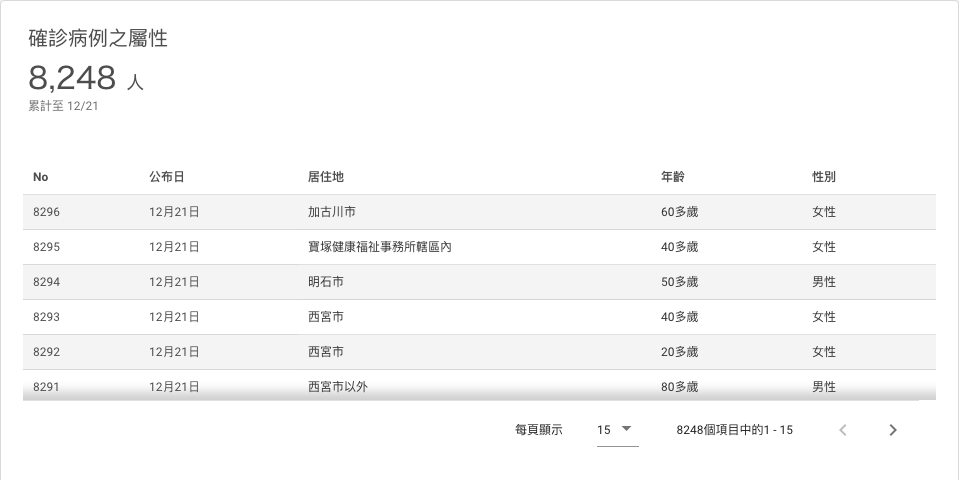 確診病例之屬性
8,248 人
累計至 12/21
No 公布日 居住地 年齡 性別
8296 12月21日 加古川市 60多歲 女性
8295 12月21日 寶塚健康福祉事務所轄區內 40多歲 女性
8294 12月21日 明石市 50多歲 男性
8293 12月21日 西宮市 40多歲 女性
8292 12月21日 西宮市 20多歲 女性
8291 12月21日 西宮市以外 80多歲 男性
每頁顯示 15 8248個項目中的1 - 15